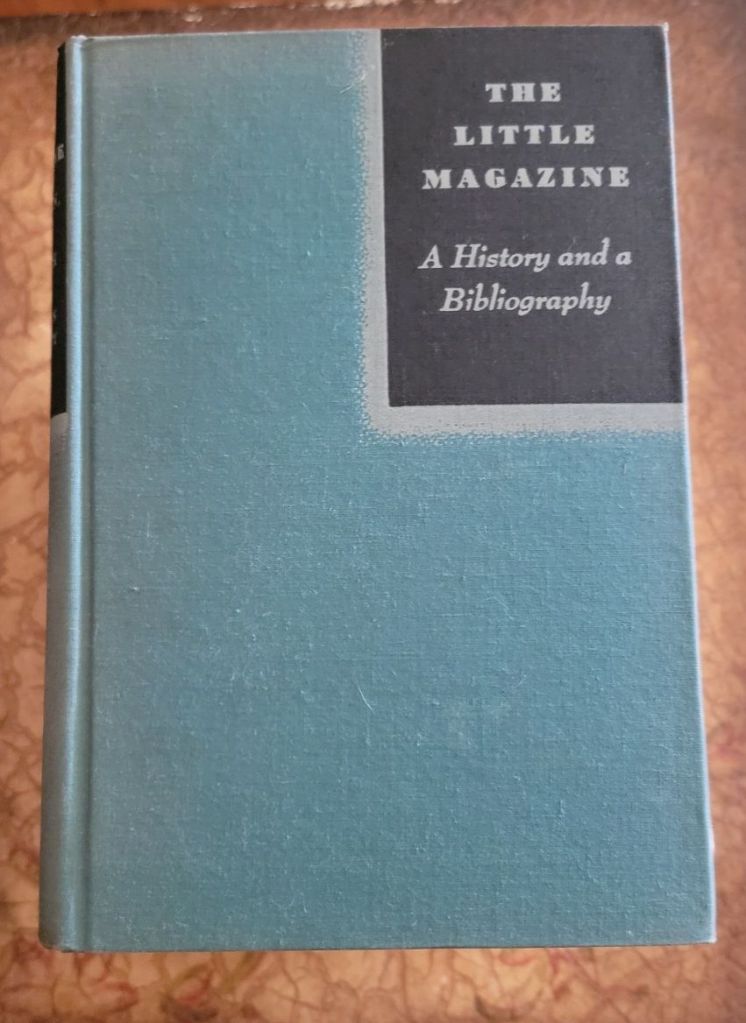 THE
LITTLE
MAGAZINE
A History and a
Bibliography